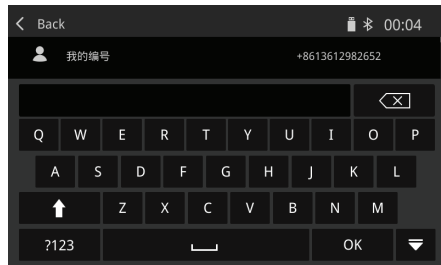 Back 00:04
我的编号 +8613612982652
Q W E R T Y U I O P
A S D F G H J K L
Z X C V B N M
?123 OK